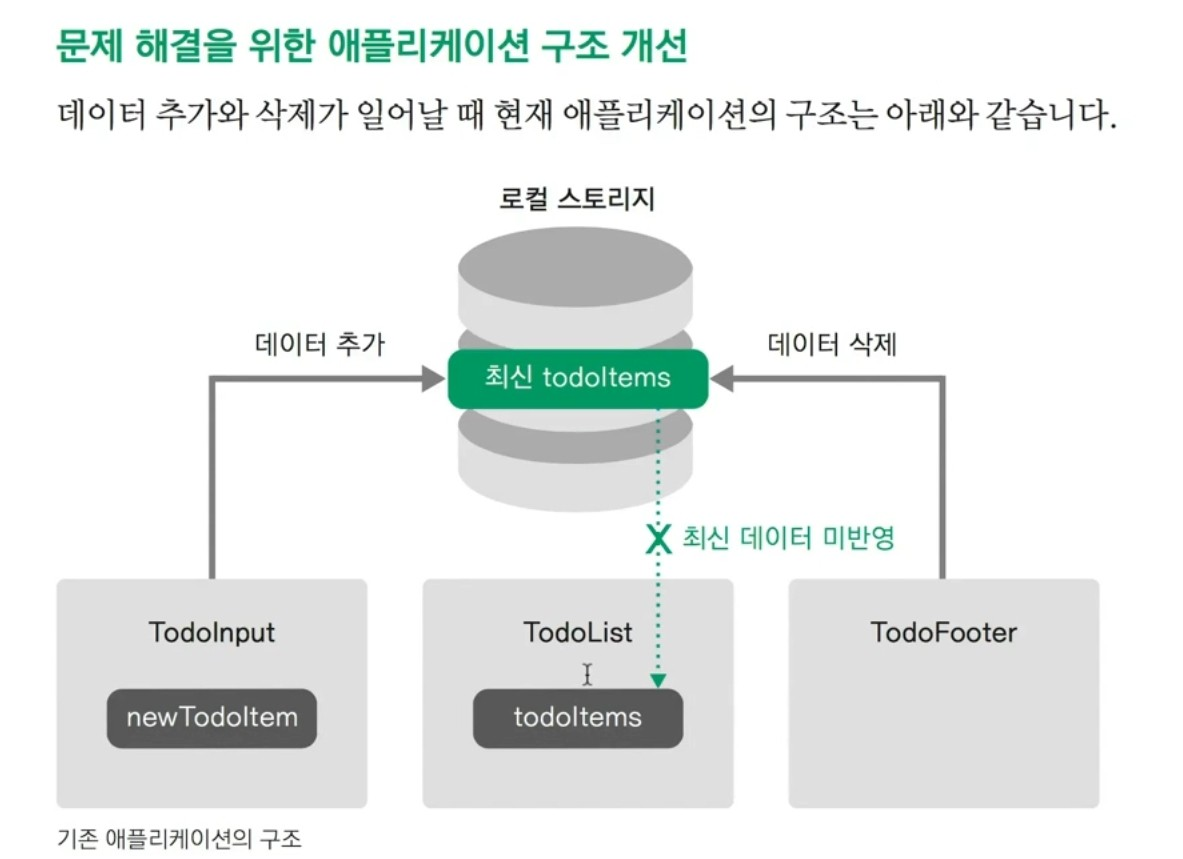 문제 해결을 위한 애플리케이션 구조 개선
데이터 추가와 삭제가 일어날 때 현재 애플리케이션의 구조는 아래와 같습니다.
로컬 스토리지
데이터 추가
데이터 삭제
최신 todoItems
X 최신 데이터 미반영
TodoInput
TodoList
TodoFooter
newTodoItem
todoItems
기존 애플리케이션의 구조